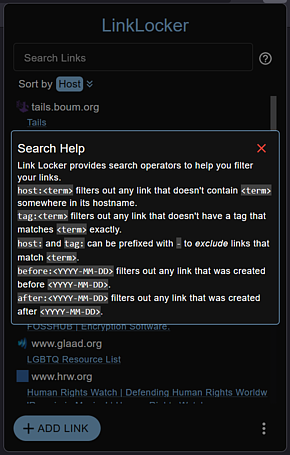 LinkLocker
Search Links
Sort by Host
tails.boum.org
Tails
Search Help
Link Locker provides search operators to help you filter
your links.
host:<term> filters out any link that doesn't contain <term>
somewhere in its hostname.
tag:<term> filters out any link that doesn't have a tag that
matches <term> exactly.
host: and tag: can be prefixed with - to exclude links that
match <term>.
before:<YYYY-MM-DD> filters out any link that was created
before <YYYY-MM-DD>.
after:<YYYY-MM-DD> filters out any link that was created
after <YYYY-MM-DD>.
FOSSHUB | Encryption Software.
www.glaad.org
LGBTQ Resource List
www.hrw.org
Human Rights Watch | Defending Human Rights Worldw
+ ADD LINK